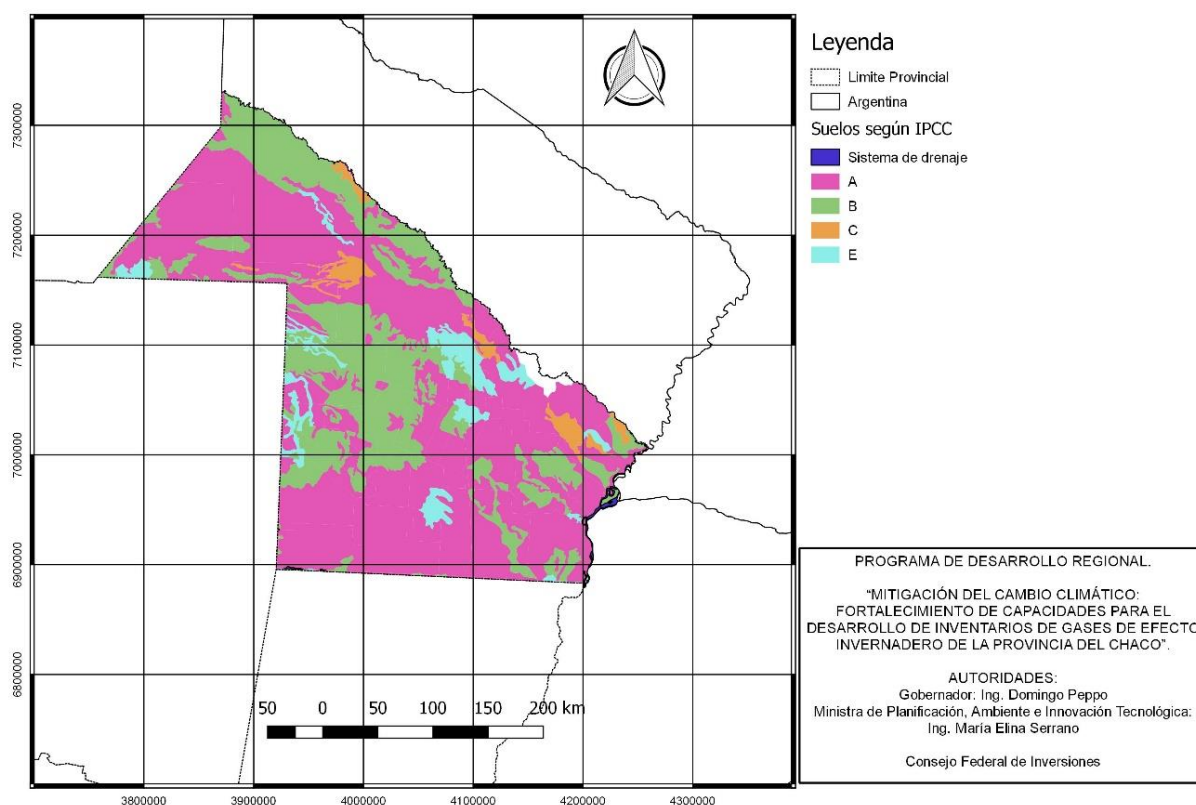 Leyenda
Limite Provincial
Argentina
Suelos según IPCC
Sistema de drenaje
A
B
C
E
7300000
7200000
7100000
7000000
6900000
6800000
50 0 50 100 150 200 km
3800000 3900000 4000000 4100000 4200000 4300000
PROGRAMA DE DESARROLLO REGIONAL.
"MITIGACIÓN DEL CAMBIO CLIMÁTICO:
FORTALECIMIENTO DE CAPACIDADES PARA EL
DESARROLLO DE INVENTARIOS DE GASES DE EFECTO
INVERNADERO DE LA PROVINCIA DEL CHACO".
AUTORIDADES:
Gobernador: Ing. Domingo Peppo
Ministra de Planificación, Ambiente e Innovación Tecnológica:
Ing. María Elina Serrano
Consejo Federal de Inversiones